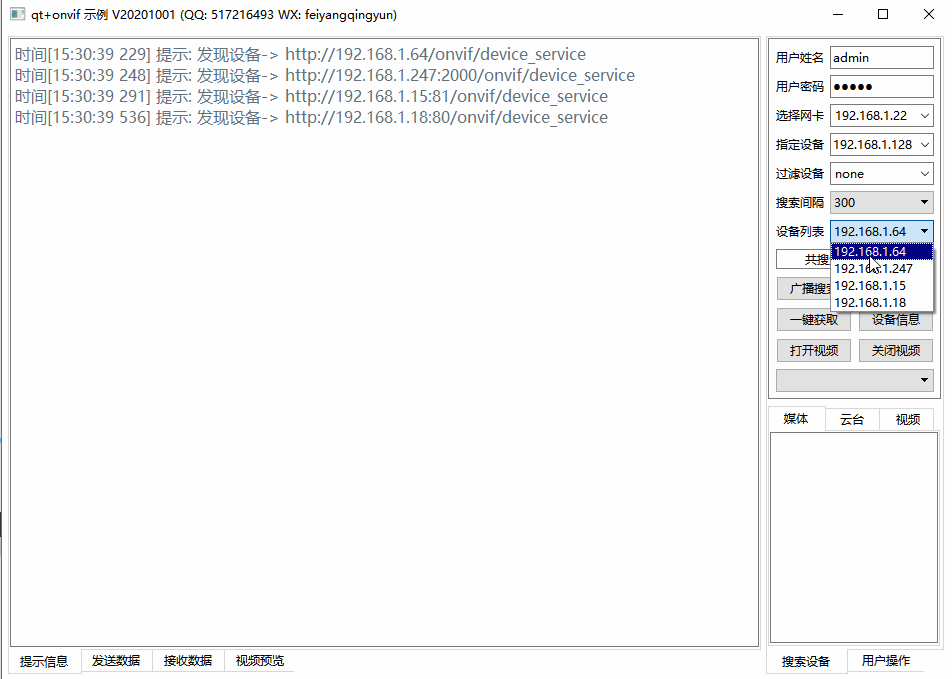 qt+onvif 示例 V20201001 (QQ: 517216493 WX: feiyangqingyun)
时间[15:30:39 229] 提示: 发现设备-> http://192.168.1.64/onvif/device_service
时间[15:30:39 248] 提示: 发现设备-> http://192.168.1.247:2000/onvif/device_service
时间[15:30:39 291] 提示: 发现设备-> http://192.168.1.15:81/onvif/device_service
时间[15:30:39 536] 提示: 发现设备-> http://192.168.1.18:80/onvif/device_service
用户姓名 admin
用户密码 ●●●●●
选择网卡 192.168.1.22
指定设备 192.168.1.128
过滤设备 none
搜索间隔 300
设备列表 192.168.1.64
192.168.1.64
192.168.1.247
192.168.1.15
192.168.1.18
共搜
广播搜
一键获取 设备信息
打开视频 关闭视频
媒体 云台 视频
提示信息 发送数据 接收数据 视频预览
搜索设备 用户操作